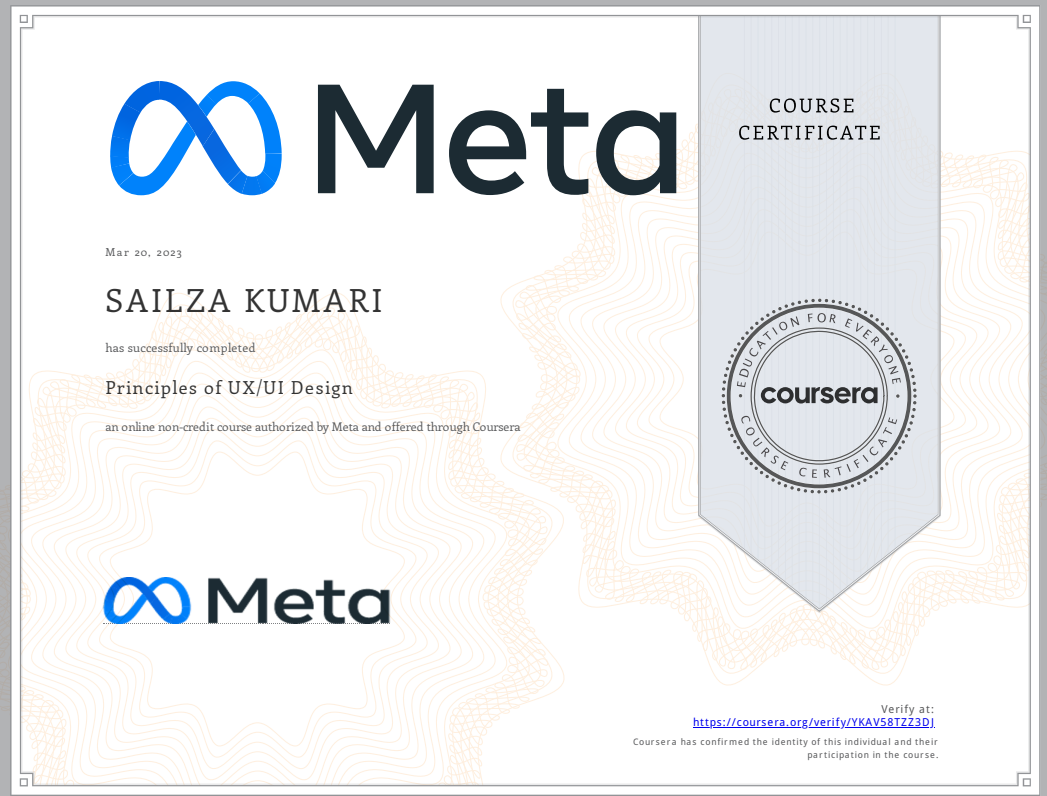 Meta
COURSE
CERTIFICATE
Mar 20, 2023
SAILZA KUMARI
has successfully completed
Principles of UX/UI Design
an online non-credit course authorized by Meta and offered through Coursera
EDUCATION FOR EVERYONE
coursera
COURSE CERTIFICATE
Meta
Verify at:
https://coursera.org/verify/YKAV58TZZ3DJ
Coursera has confirmed the identity of this individual and their
participation in the course.